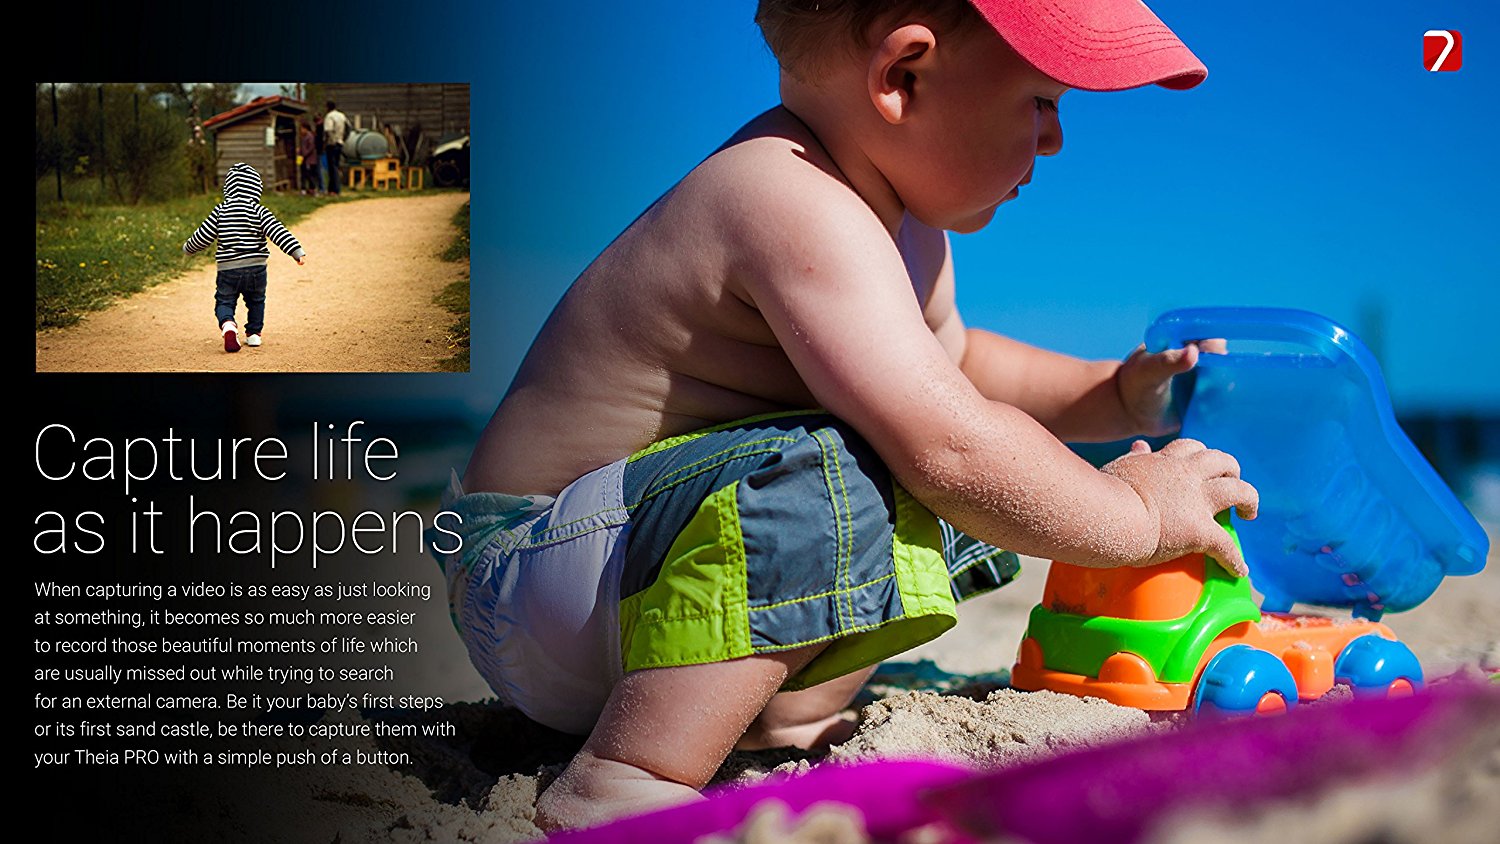 Capture life
as it happens
When capturing a video is as easy as just looking
at something, it becomes so much more easier
to record those beautiful moments of life which
are usually missed out while trying to search
for an external camera. Be it your baby’s first steps
or its first sand castle, be there to capture them with
your Theia PRO with a simple push of a button.
7